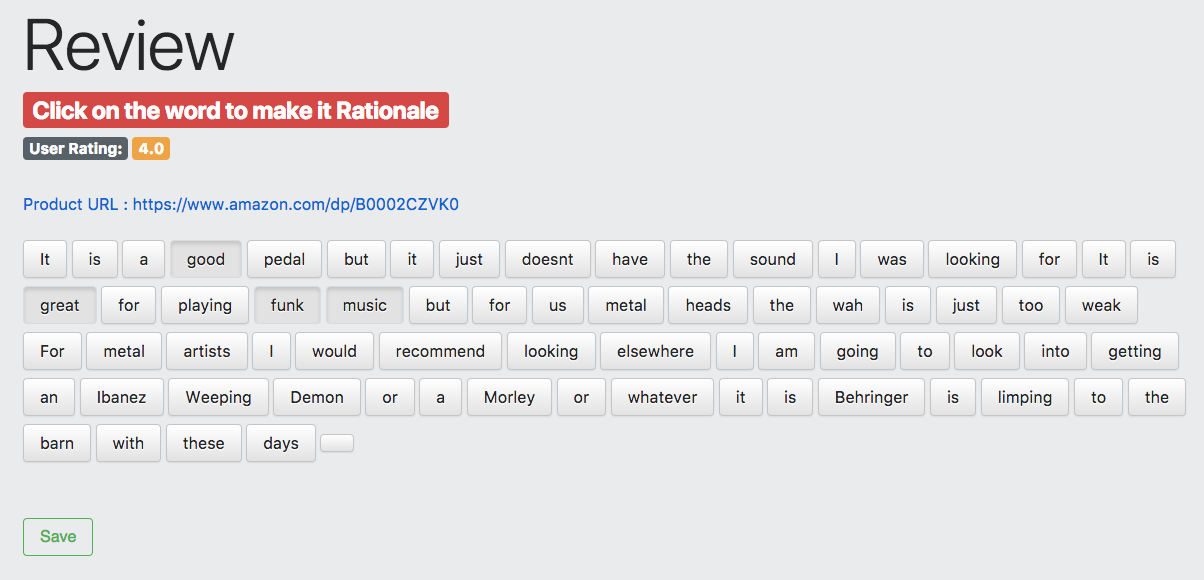 Review
Click on the word to make it Rationale
User Rating: 4.0
Product URL : https://www.amazon.com/dp/B0002CZVK0
It is a good pedal but it just doesnt have the sound I was looking for It is
great for playing funk music but for us metal heads the wah is just too weak
For metal artists I would recommend looking elsewhere I am going to look into getting
an Ibanez Weeping Demon or a Morley or whatever it is Behringer is limping to the
barn with these days
Save